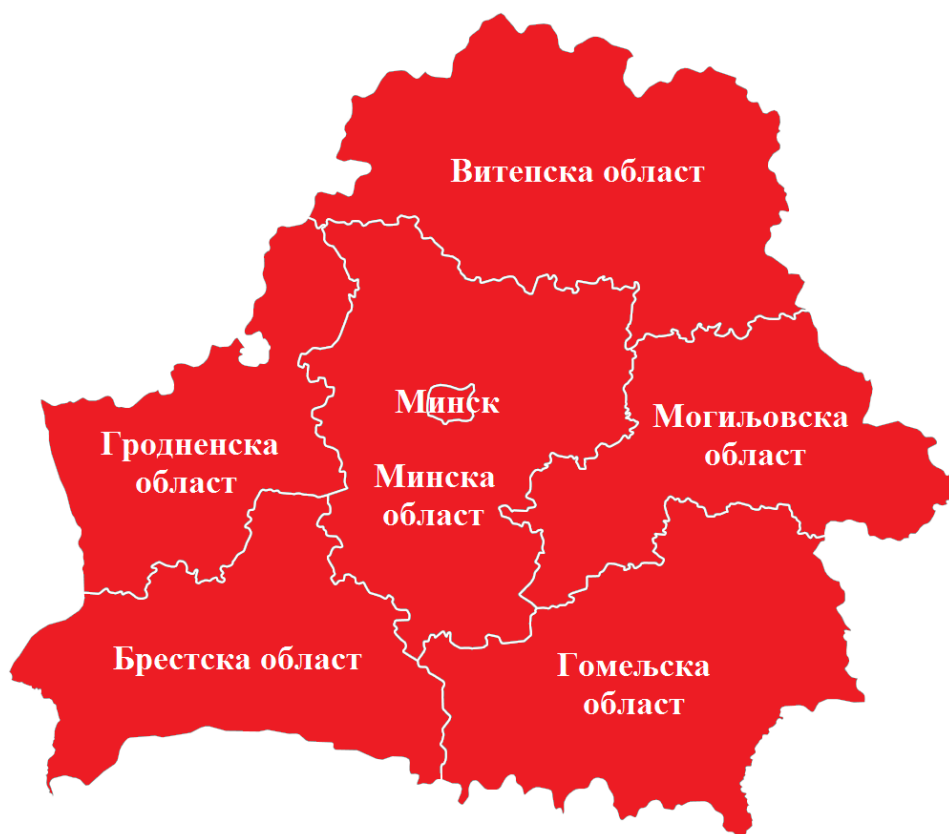 Витепска област
Минск
Могиљовска
област
Гродненска
област
Минска
област
Брестска област
Гомељска
област